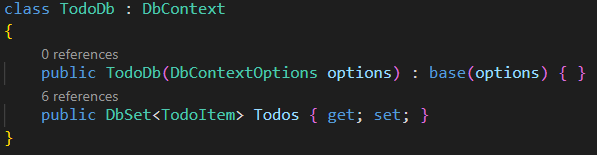 class TodoDb : DbContext
{
0 references
public TodoDb(DbContextOptions options) : base(options) { }
6 references
public DbSet<TodoItem> Todos { get; set; }
}